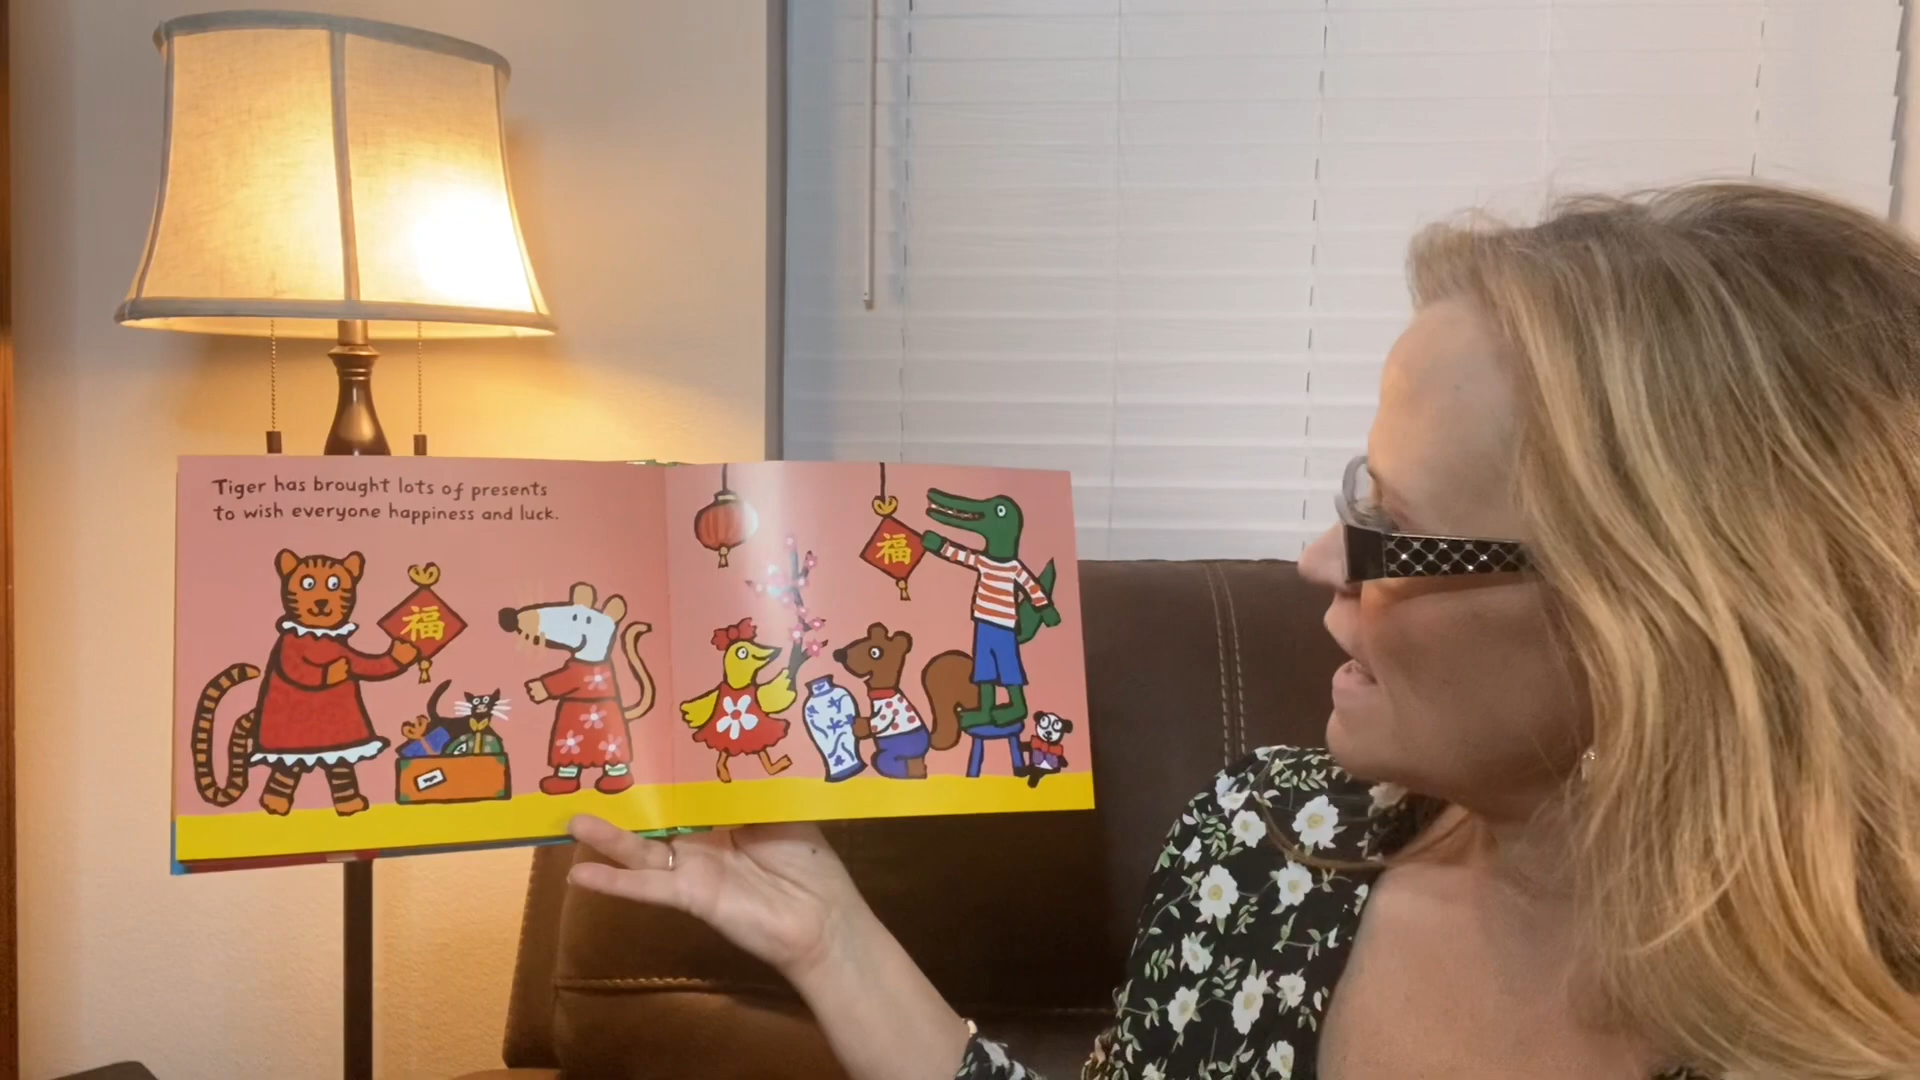 Tiger has brought lots of presents
to wish everyone happiness and luck.
福
福